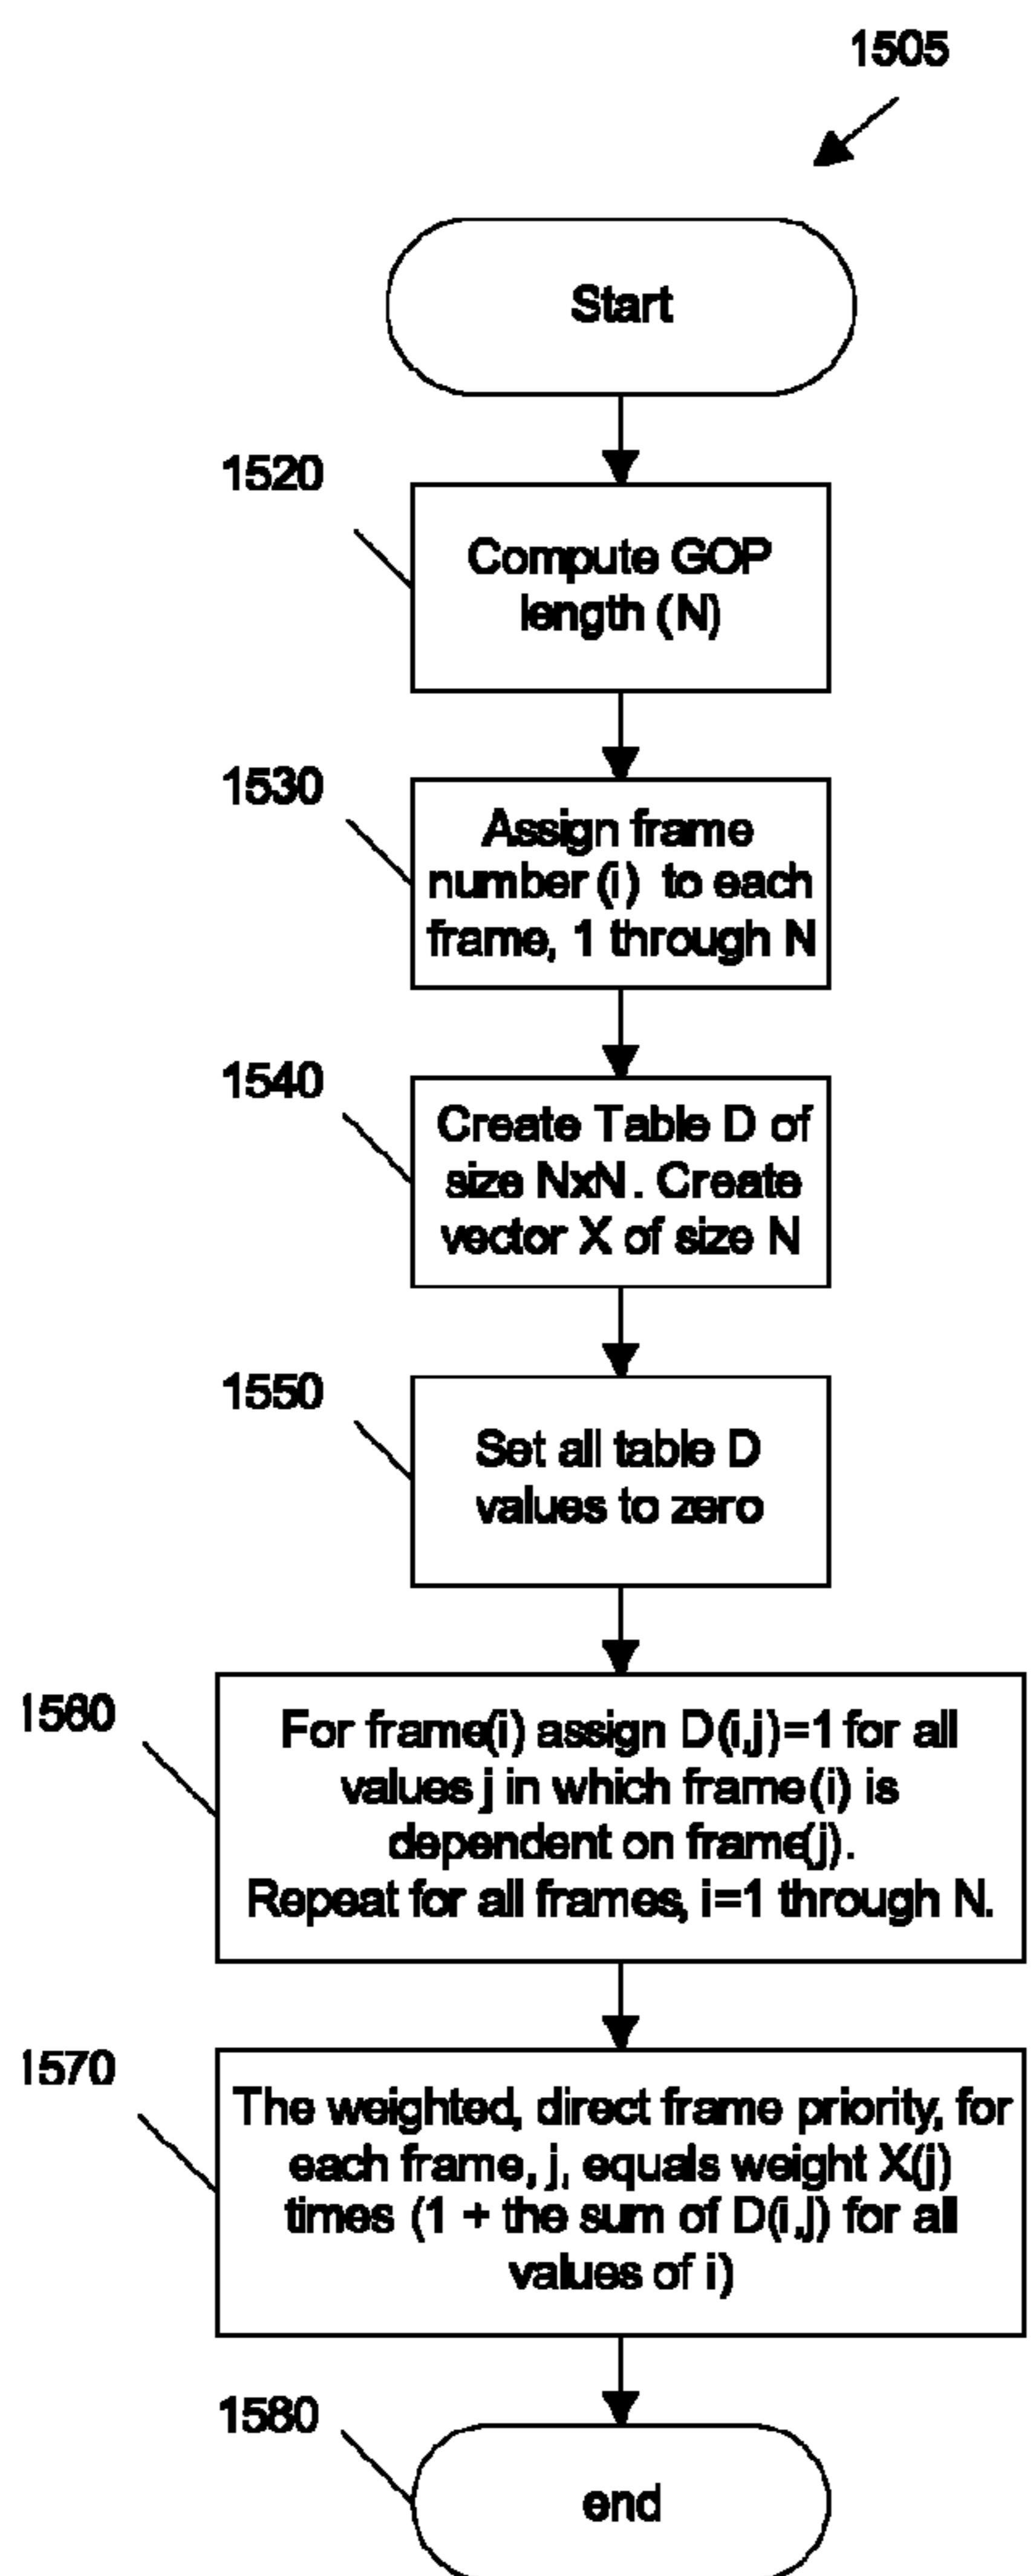 1505
Start
1520
Compute GOP
length (N)
1530
Assign frame
number (i) to each
frame, 1 through N
1540
Create Table D of
size NxN. Create
vector X of size N
1550
Set all table D
values to zero
1560
For frame(i) assign D(i,j)=1 for all
values j in which frame(i) is
dependent on frame(j).
Repeat for all frames, i=1 through N.
1570
The weighted, direct frame priority, for
each frame, j, equals weight X(j)
times (1 + the sum of D(i,j) for all
values of i)
1580
end